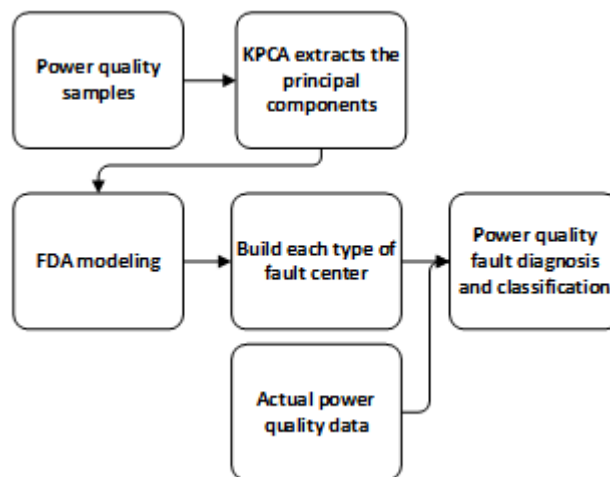 Power quality
samples
KPCA extracts the
principal
components
FDA modeling
Build each type of
fault center
Power quality
fault diagnosis
and classification
Actual power
quality data